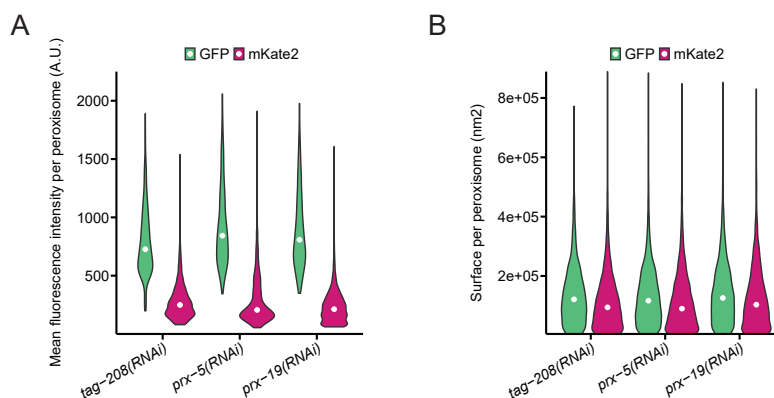 A
GFP mKate2
Mean fluorescence intensity per peroxisome (A.U.)
2000
1500
1000
500
tag−208(RNAi)
prx−5(RNAi)
prx−19(RNAi)
B
GFP mKate2
Surface per peroxisome (nm2)
8e+05
6e+05
4e+05
2e+05
tag−208(RNAi)
prx−5(RNAi)
prx−19(RNAi)